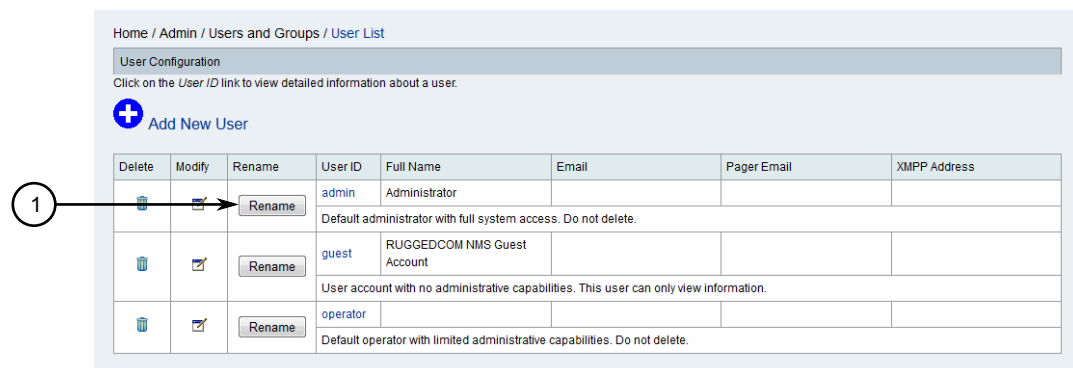 Home / Admin / Users and Groups / User List
User Configuration
Click on the User ID link to view detailed information about a user.
Add New User
Delete Modify Rename User ID Full Name Email Pager Email XMPP Address
1
Rename admin Administrator
Default administrator with full system access. Do not delete.
Rename guest RUGGEDCOM NMS Guest
Account
User account with no administrative capabilities. This user can only view information.
Rename operator
Default operator with limited administrative capabilities. Do not delete.